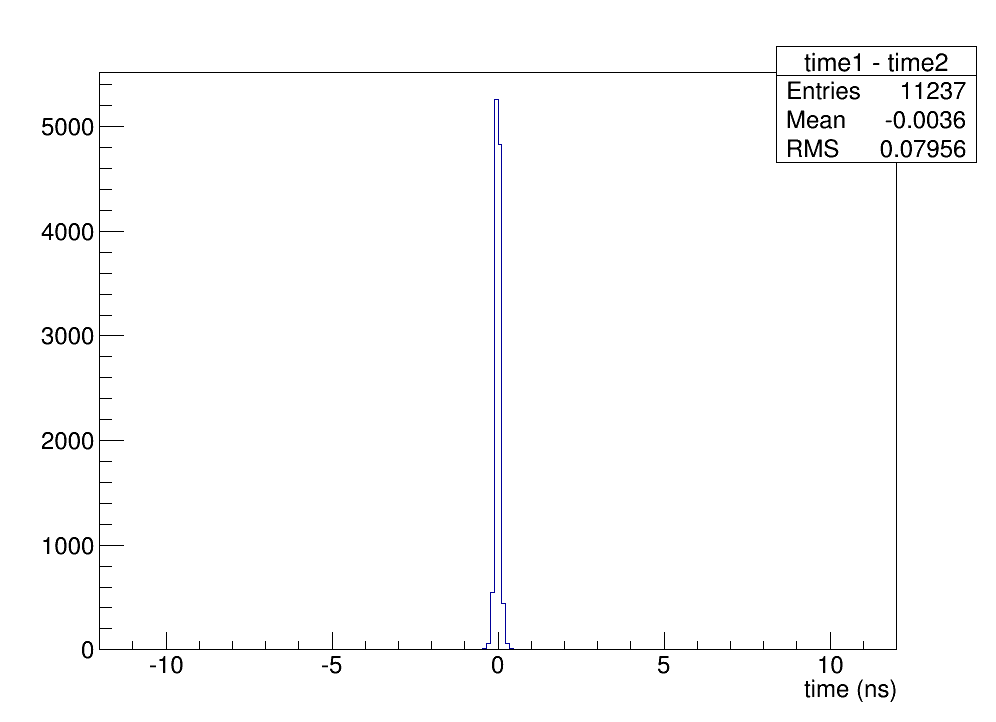 time1 - time2
Entries 11237
Mean -0.0036
RMS 0.07956
5000
4000
3000
2000
1000
0
-10 -5 0 5 10
time (ns)